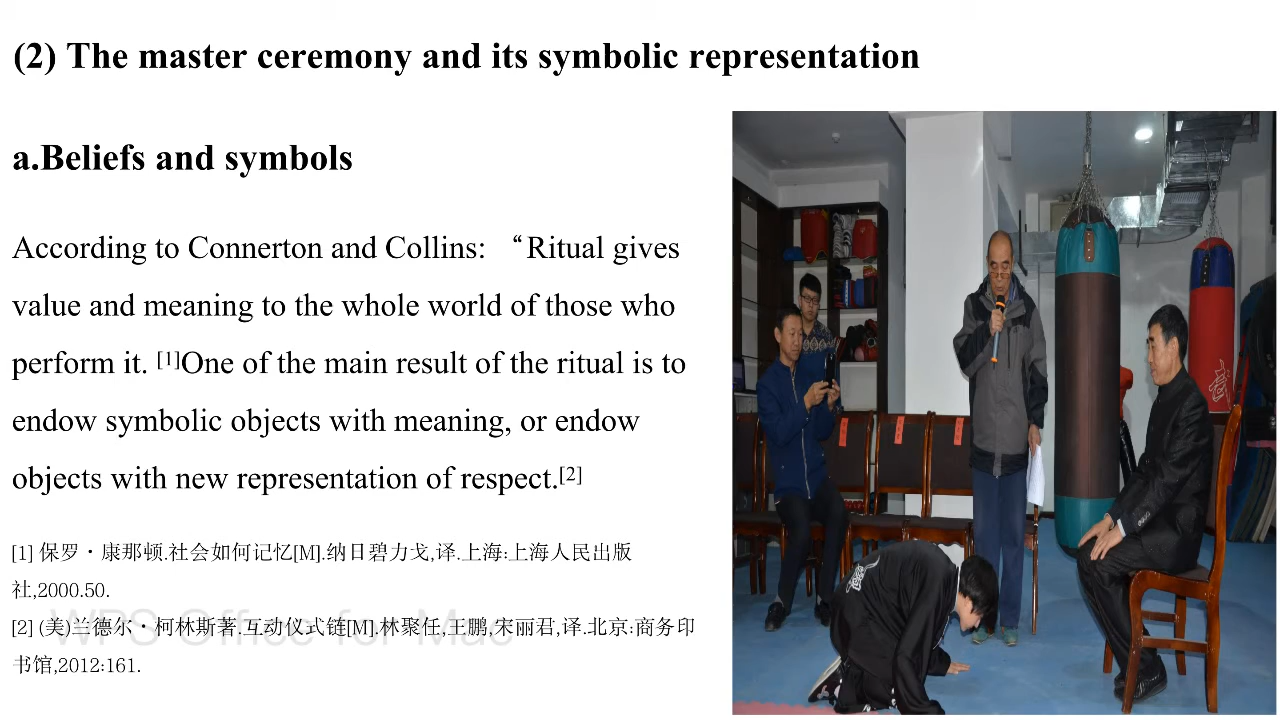 (2) The master ceremony and its symbolic representation
a.Beliefs and symbols
According to Connerton and Collins: “Ritual gives
value and meaning to the whole world of those who
perform it. [1]One of the main result of the ritual is to
endow symbolic objects with meaning, or endow
objects with new representation of respect.[2]
[1] 保罗·康那顿.社会如何记忆[M].纳日碧力戈,译.上海:上海人民出版
社,2000.50.
[2] (美)兰德尔·柯林斯著.互动仪式链[M].林聚任,王鹏,宋丽君,译.北京:商务印
书馆,2012:161.
WPS Office for Mac
武